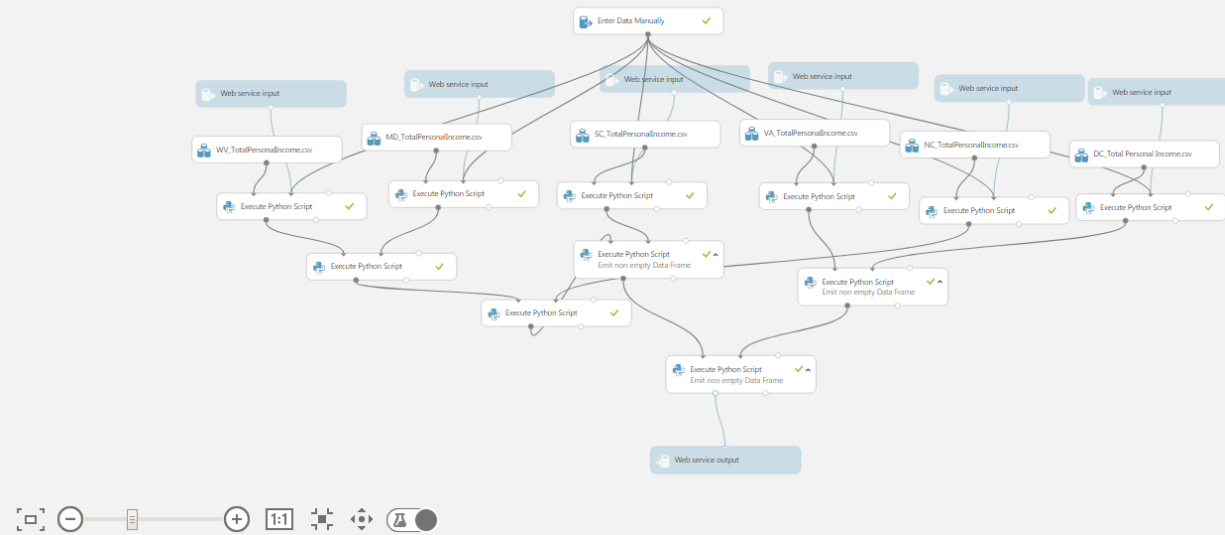 Enter Data Manually
Web service input
Web service input
Web service input
Web service input
Web service input
Web service input
WV_TotalPersonalIncome.csv
MD_TotalPersonalIncome.csv
SC_TotalPersonalIncome.csv
VA_TotalPersonalIncome.csv
NC_TotalPersonalIncome.csv
DC_Total Personal Income.csv
Execute Python Script
Execute Python Script
Execute Python Script
Execute Python Script
Execute Python Script
Execute Python Script
Execute Python Script
Execute Python Script
Emit non empty Data Frame
Execute Python Script
Emit non empty Data Frame
Execute Python Script
Execute Python Script
Emit non empty Data Frame
Web service output
1:1